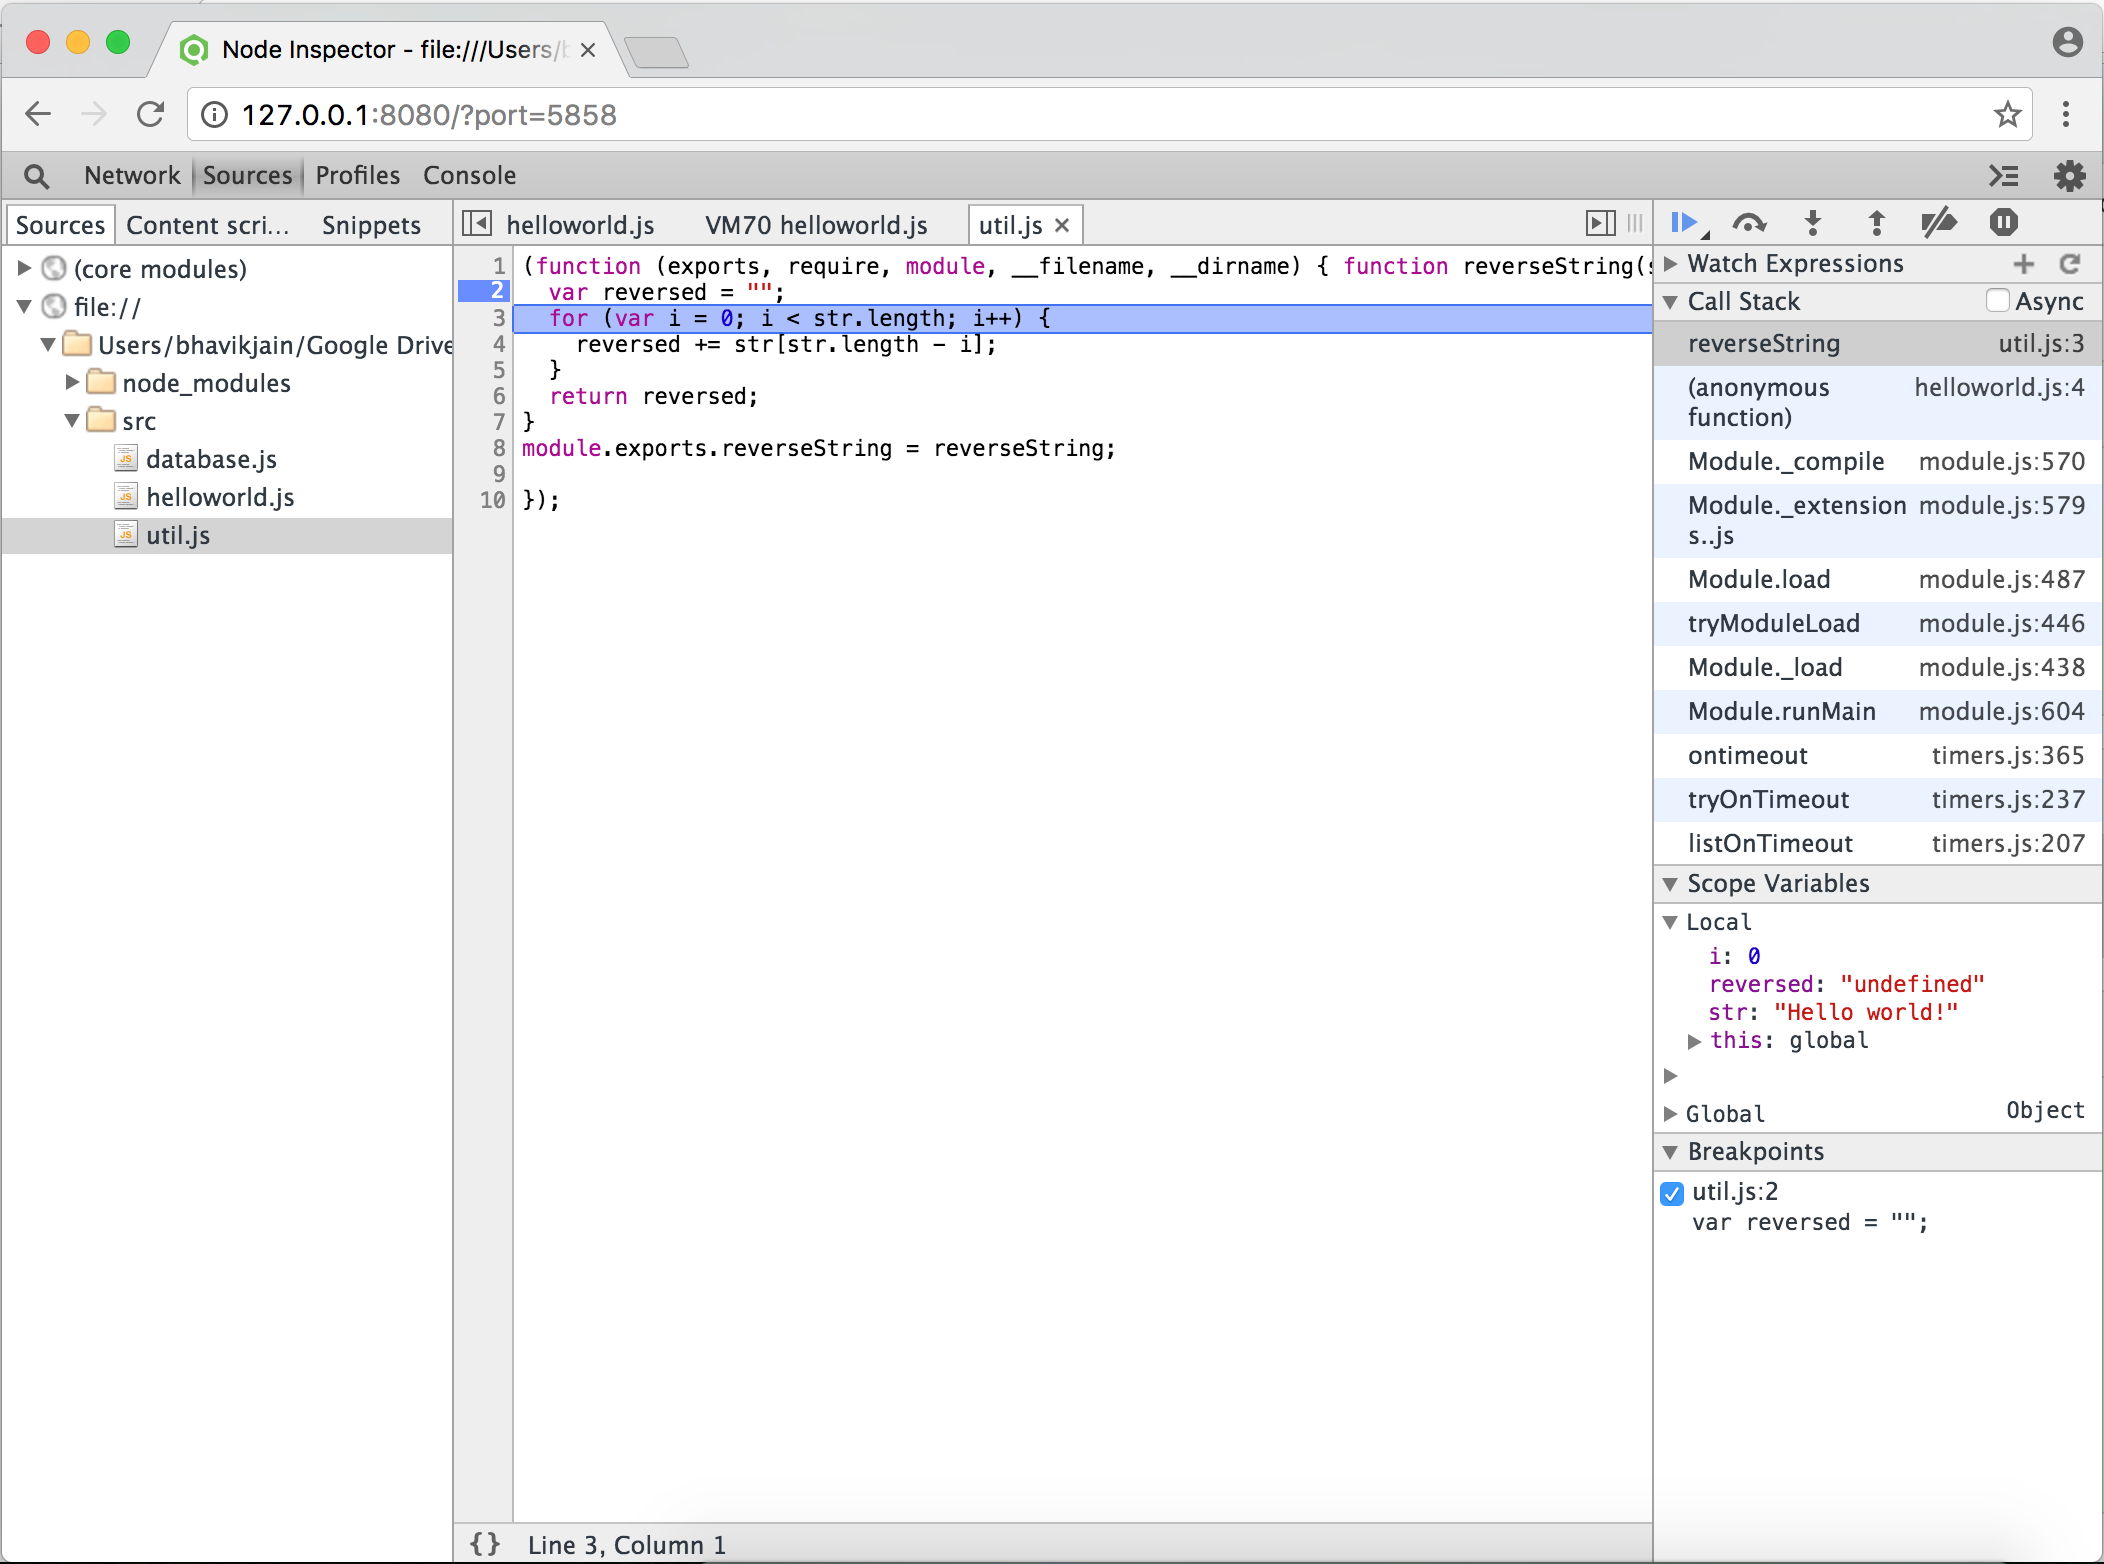 Node Inspector - file:///Users/b
127.0.0.1:8080/?port=5858
Network Sources Profiles Console
Sources Content scri... Snippets
(core modules)
file://
Users/bhavikjain/Google Drive
node_modules
src
database.js
helloworld.js
util.js
helloworld.js VM70 helloworld.js util.js
1 (function (exports, require, module, __filename, __dirname) { function reverseString(s
2 var reversed = "";
3 for (var i = 0; i < str.length; i++) {
4 reversed += str[str.length - i];
5 }
6 return reversed;
7 }
8 module.exports.reverseString = reverseString;
9
10 });
{} Line 3, Column 1
Watch Expressions
Call Stack Async
reverseString util.js:3
(anonymous helloworld.js:4
function)
Module._compile module.js:570
Module._extension module.js:579
s..js
Module.load module.js:487
tryModuleLoad module.js:446
Module._load module.js:438
Module.runMain module.js:604
ontimeout timers.js:365
tryOnTimeout timers.js:237
listOnTimeout timers.js:207
Scope Variables
Local
i: 0
reversed: "undefined"
str: "Hello world!"
this: global
Global Object
Breakpoints
util.js:2
var reversed = "";